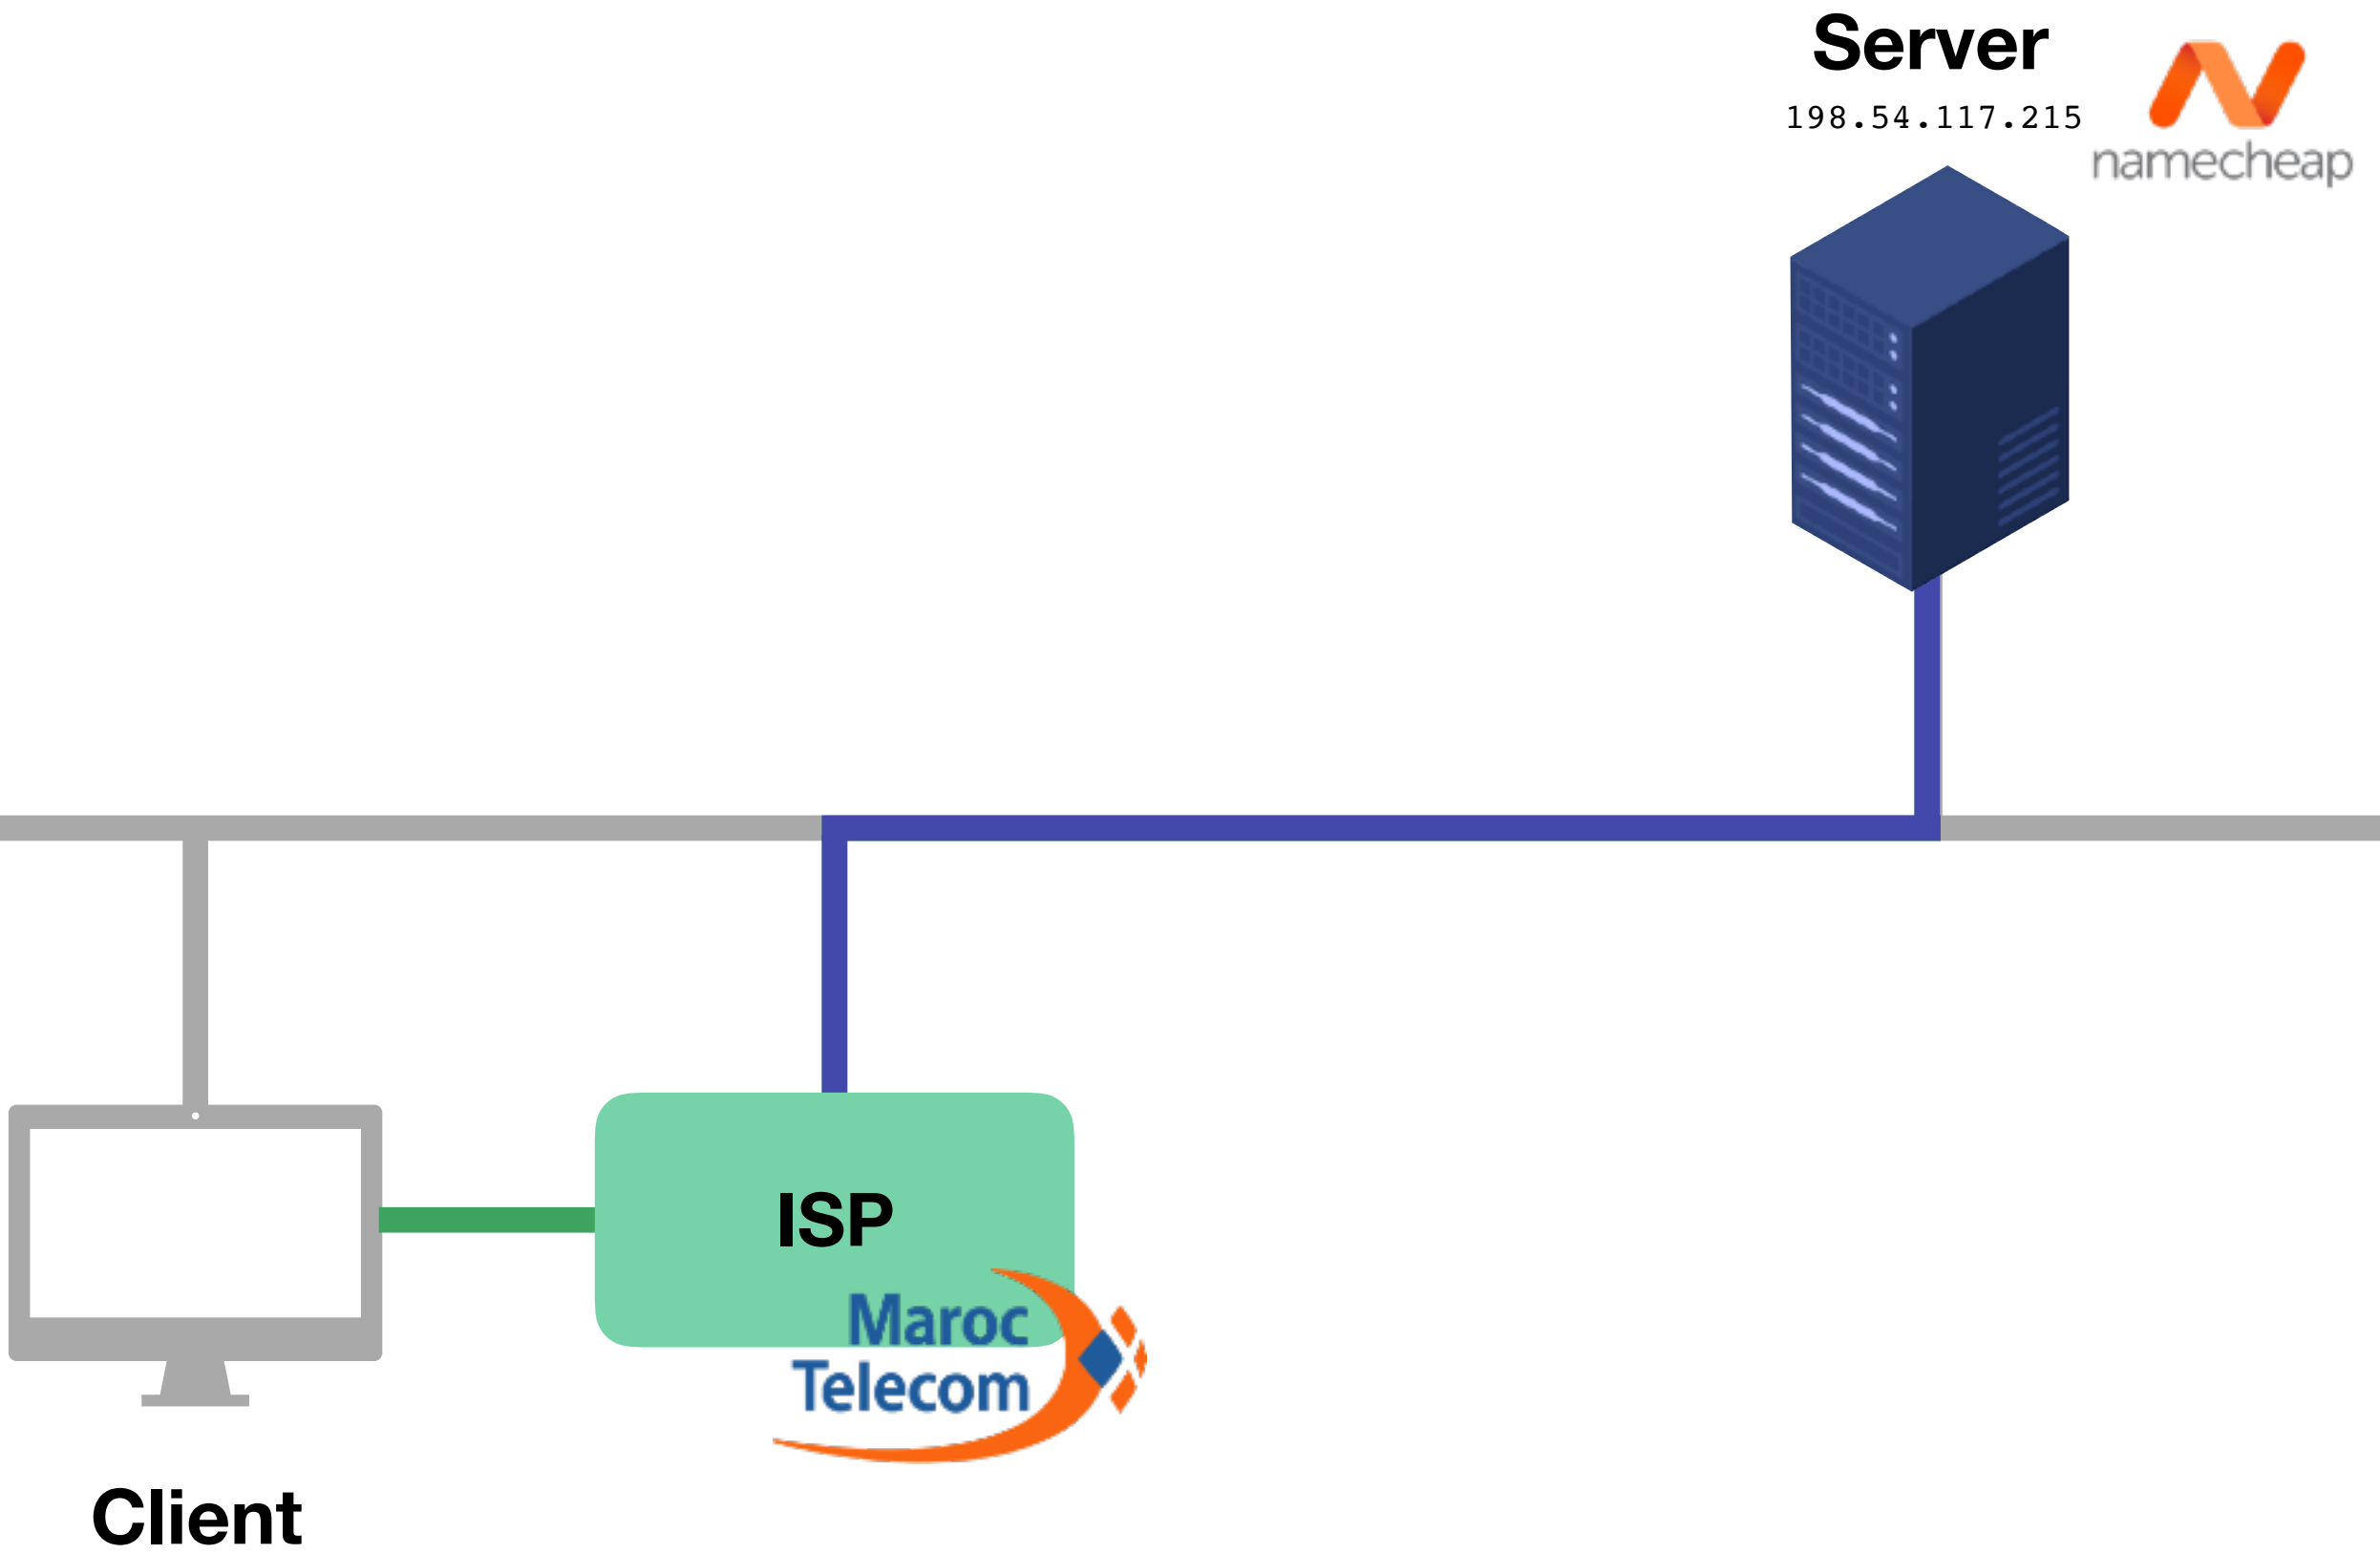 Server
198.54.117.215
namecheap
ISP
Maroc
Telecom
Client